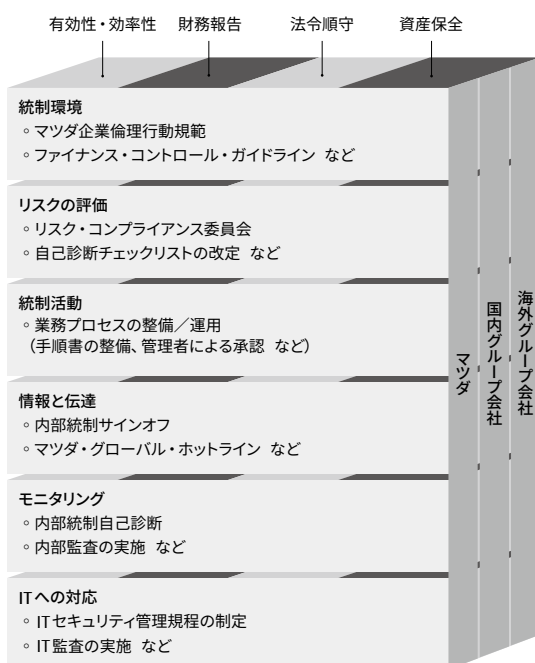 有効性・効率性
財務報告
法令順守
資産保全
統制環境
◦ マツダ企業倫理行動規範
◦ ファイナンス・コントロール・ガイドライン など
リスクの評価
◦ リスク・コンプライアンス委員会
◦ 自己診断チェックリストの改定 など
統制活動
◦ 業務プロセスの整備／運用
（手順書の整備、管理者による承認 など）
情報と伝達
◦ 内部統制サインオフ
◦ マツダ・グローバル・ホットライン など
モニタリング
◦ 内部統制自己診断
◦ 内部監査の実施 など
ITへの対応
◦ ITセキュリティ管理規程の制定
◦ IT監査の実施 など
マツダ
国内グループ会社
海外グループ会社